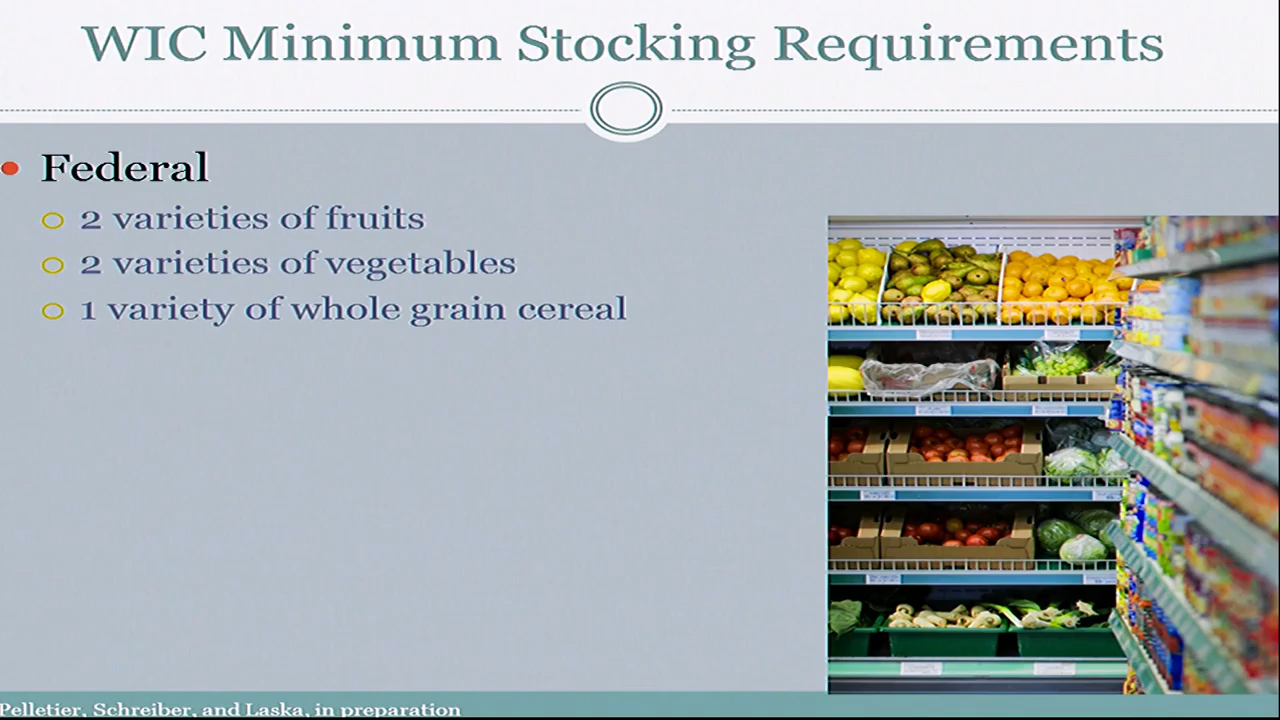 WIC Minimum Stocking Requirements
Federal
2 varieties of fruits
2 varieties of vegetables
1 variety of whole grain cereal
Pelletier, Schreiber, and Laska, in preparation